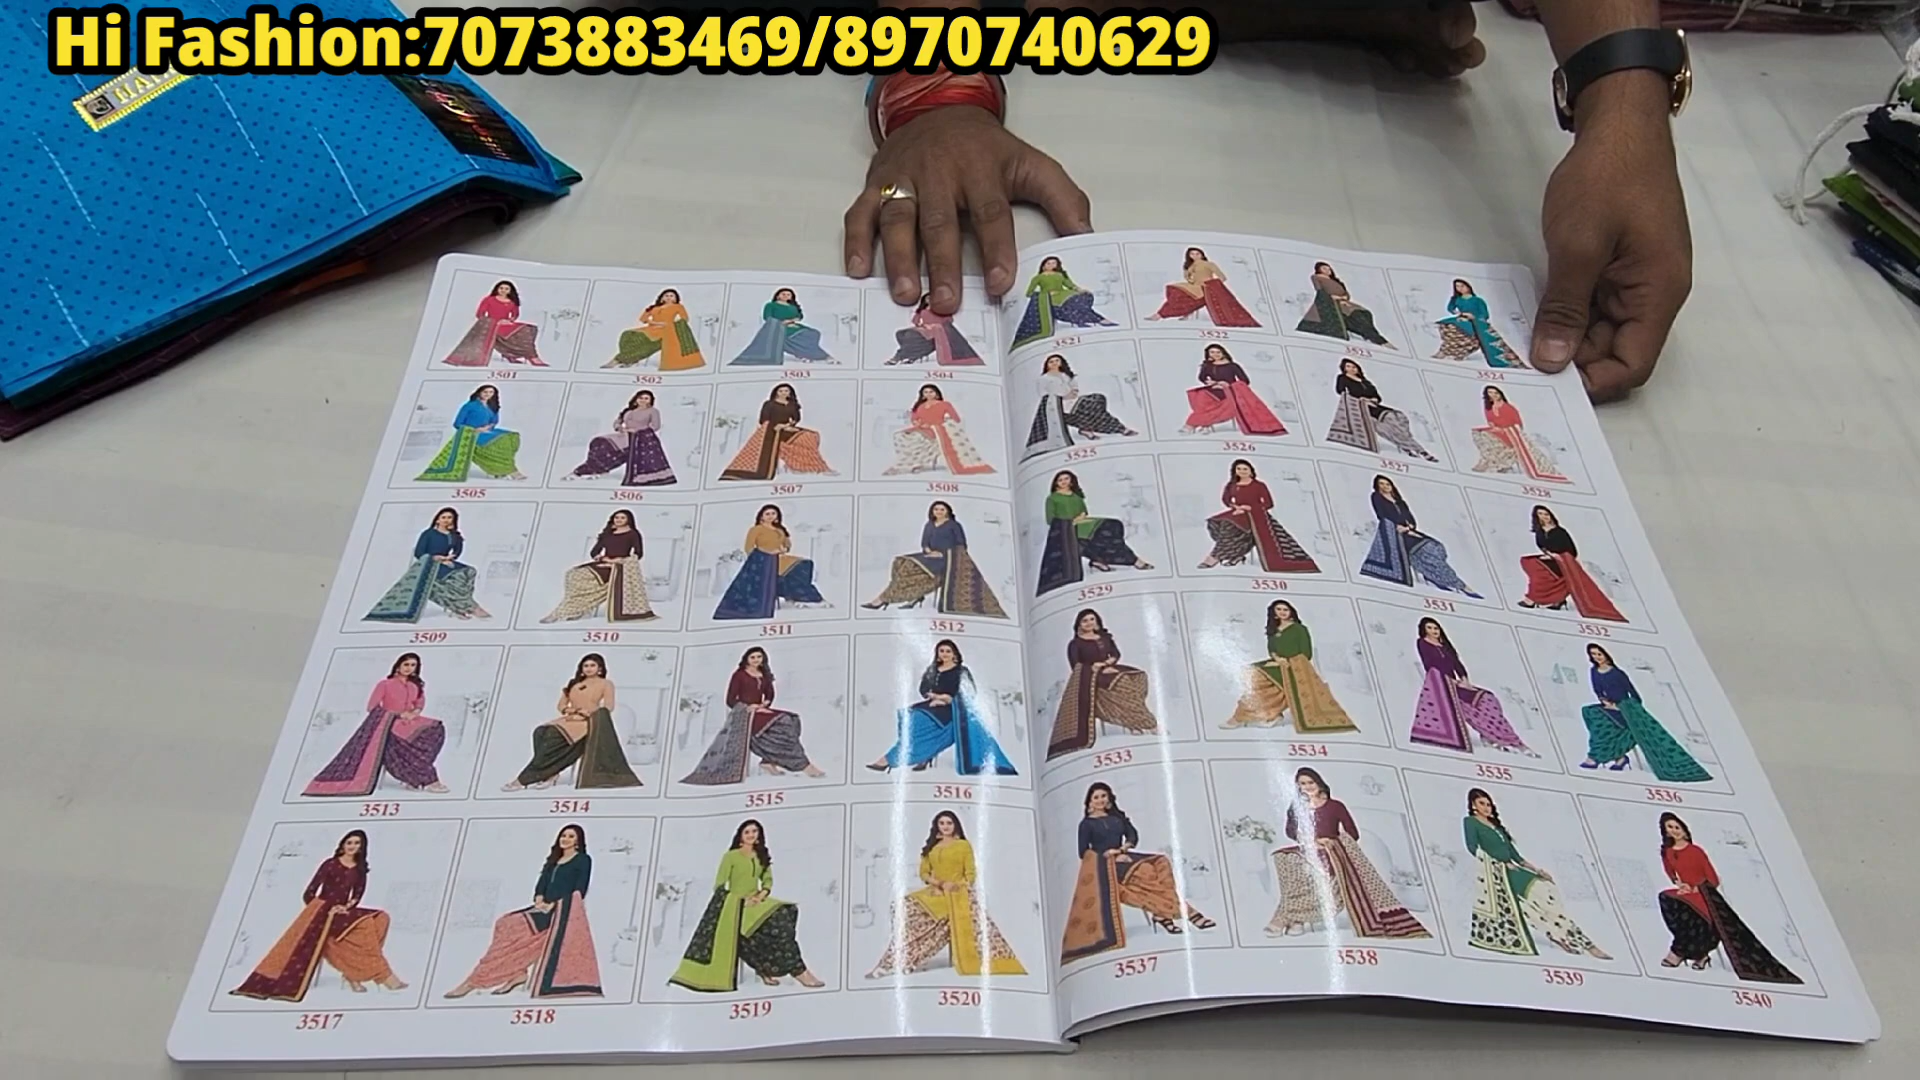 Hi Fashion:7073883469/8970740629
3501 3502 3503 3504
3521 3522 3523 3524
3505 3506 3507 3508
3525 3526 3527 3528
3509 3510 3511 3512
3529 3530 3531 3532
3513 3514 3515 3516
3533 3534 3535 3536
3517 3518 3519 3520
3537 3538 3539 3540